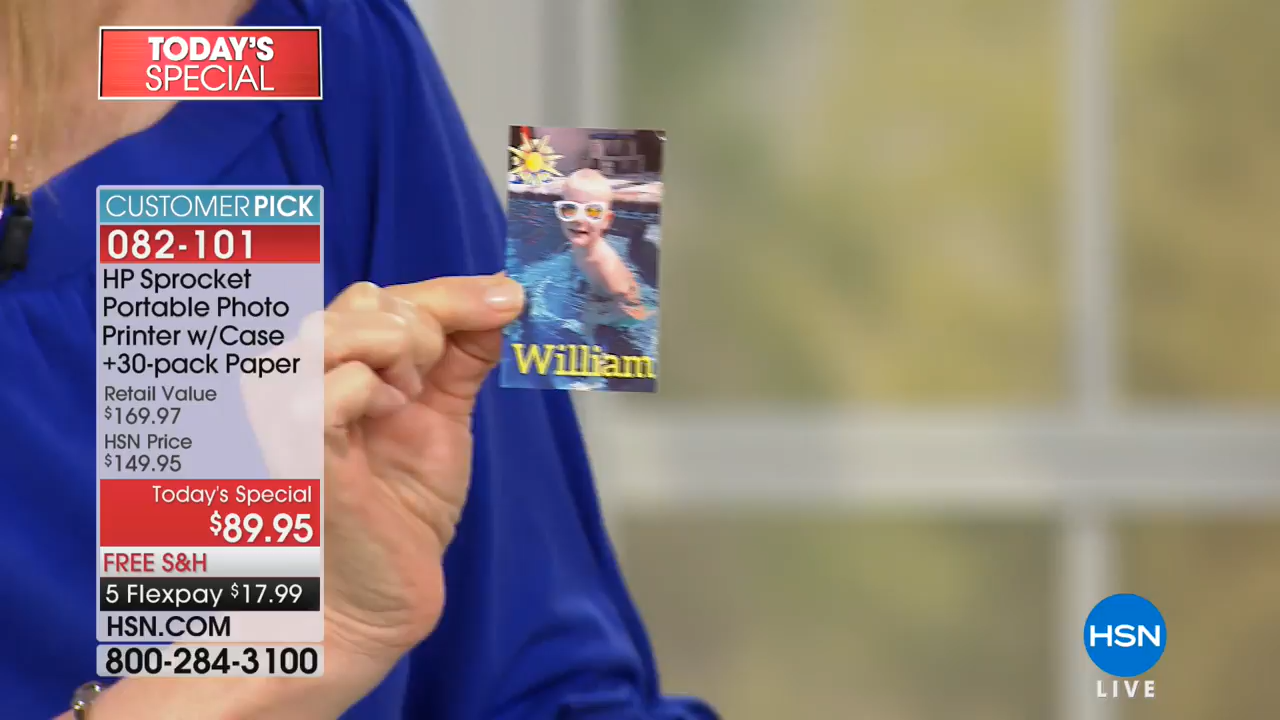 TODAY'S
SPECIAL
CUSTOMER PICK
082-101
HP Sprocket
Portable Photo
Printer w/Case
+30-pack Paper
Retail Value
$169.97
HSN Price
$149.95
Today's Special
$89.95
FREE S&H
5 Flexpay $17.99
HSN.COM
800-284-3100
William
HSN
LIVE